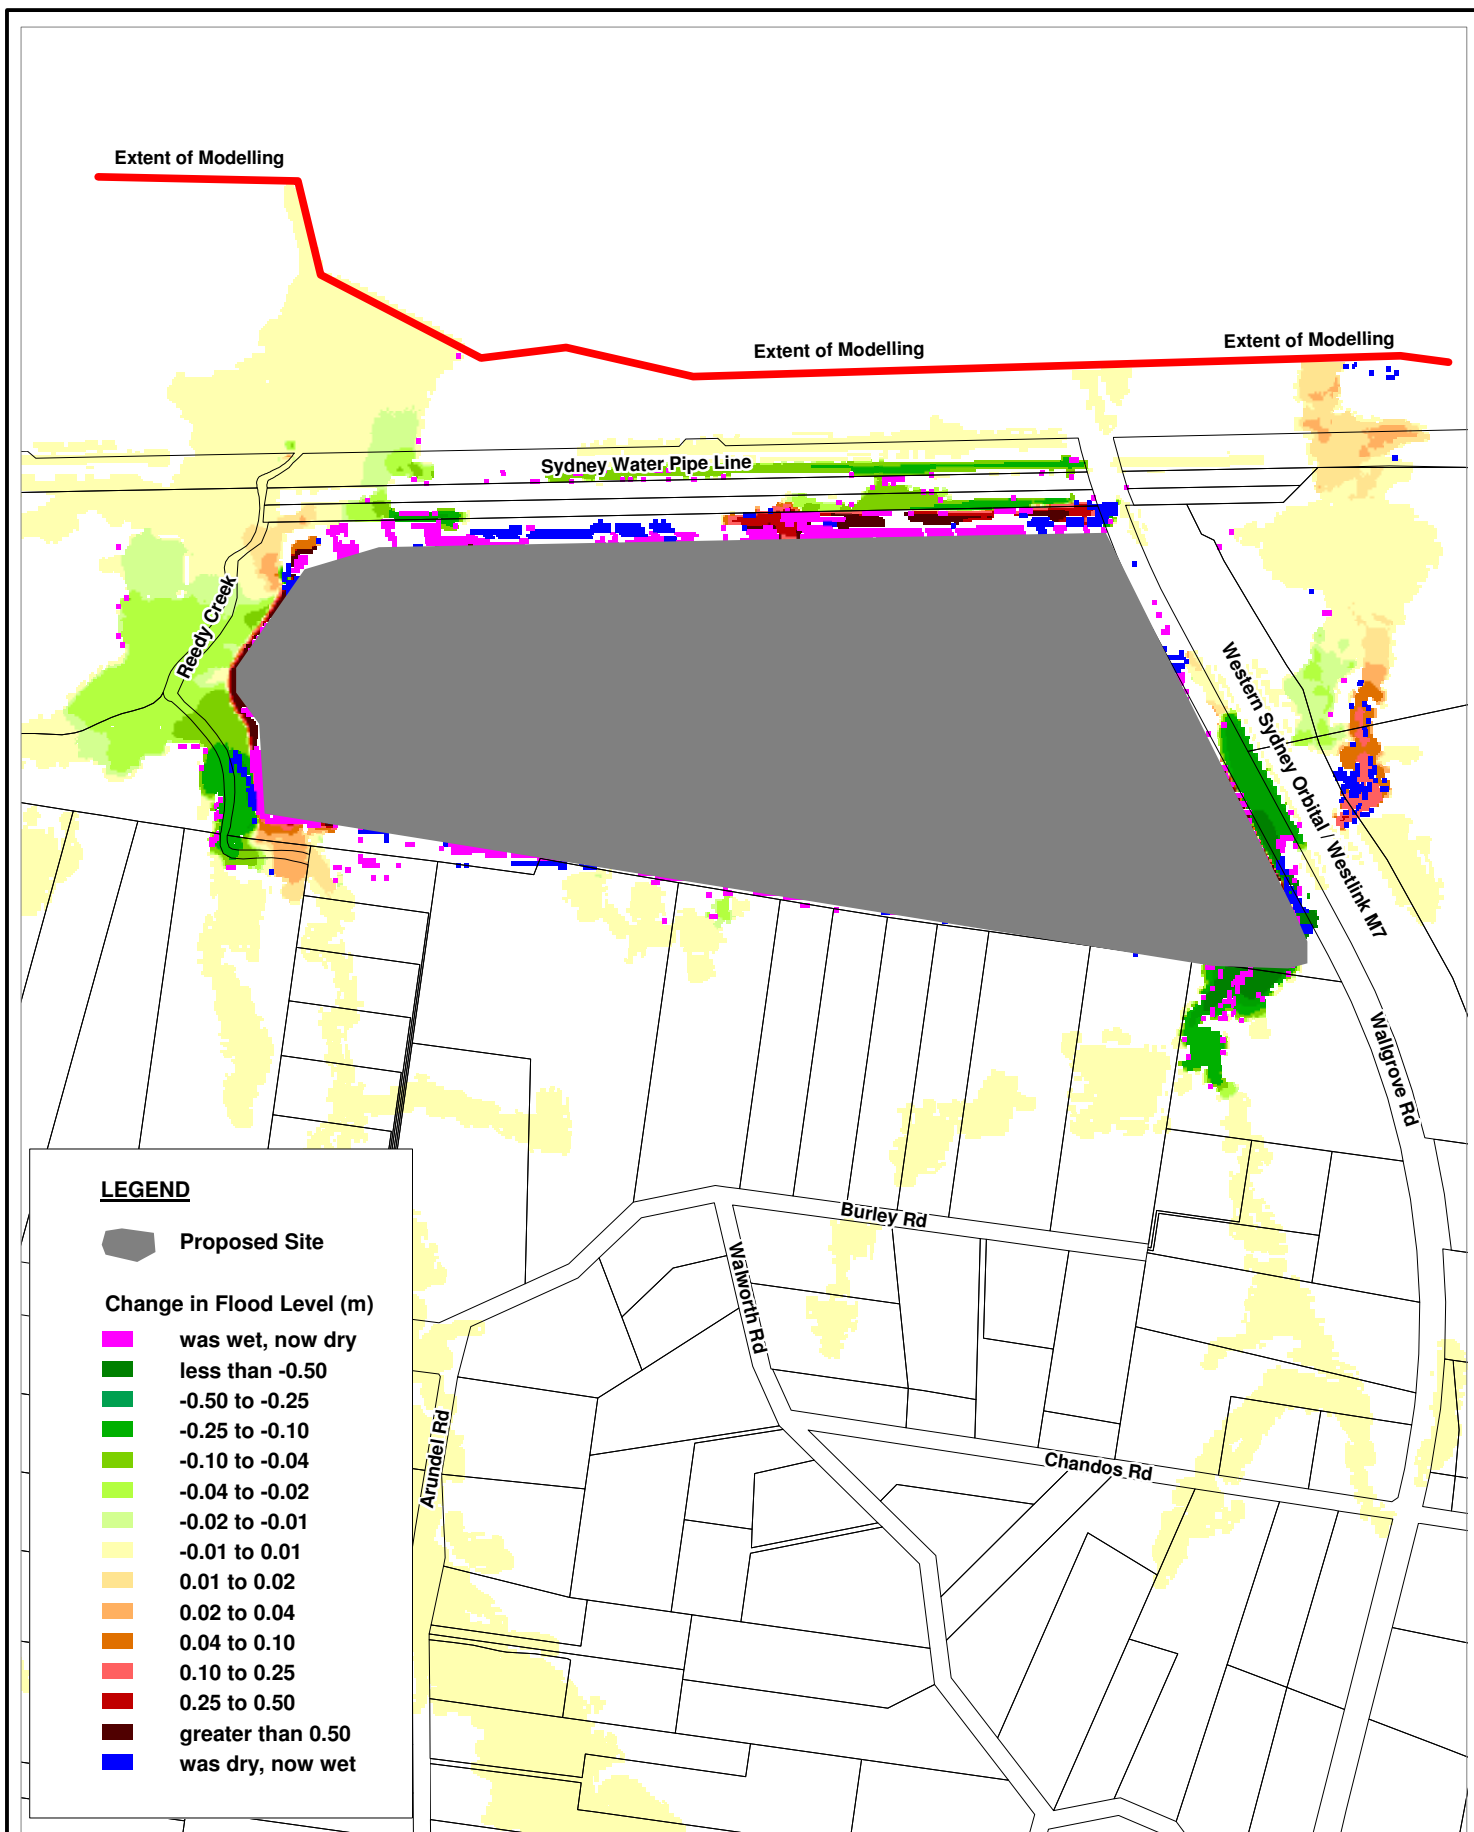 Extent of Modelling
Extent of Modelling
Extent of Modelling
Sydney Water Pipe Line
Reedy Creek
Western Sydney Orbital / Westlink M7
Wallgrove Rd
Burley Rd
Walworth Rd
Chandos Rd
Arundel Rd
LEGEND
Proposed Site
Change in Flood Level (m)
was wet, now dry
less than -0.50
-0.50 to -0.25
-0.25 to -0.10
-0.10 to -0.04
-0.04 to -0.02
-0.02 to -0.01
-0.01 to 0.01
0.01 to 0.02
0.02 to 0.04
0.04 to 0.10
0.10 to 0.25
0.25 to 0.50
greater than 0.50
was dry, now wet